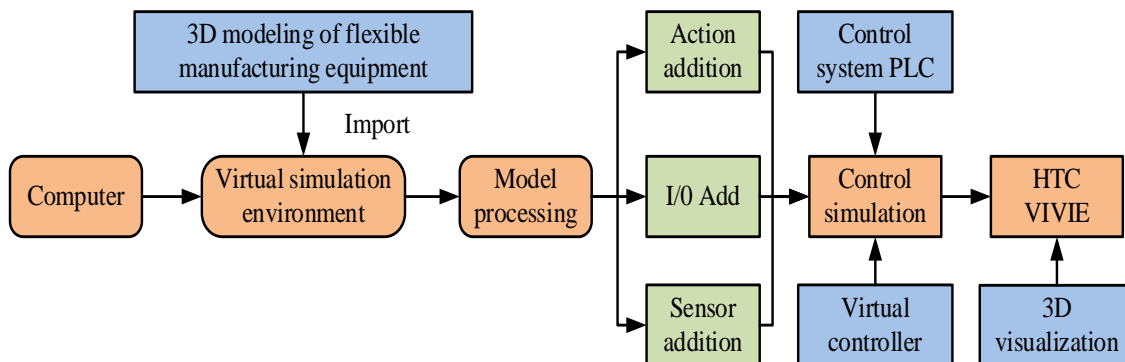 3D modeling of flexible
manufacturing equipment
Import
Computer
Virtual simulation
environment
Model
processing
Action
addition
I/0 Add
Sensor
addition
Control
system PLC
Control
simulation
Virtual
controller
HTC
VIVIE
3D
visualization